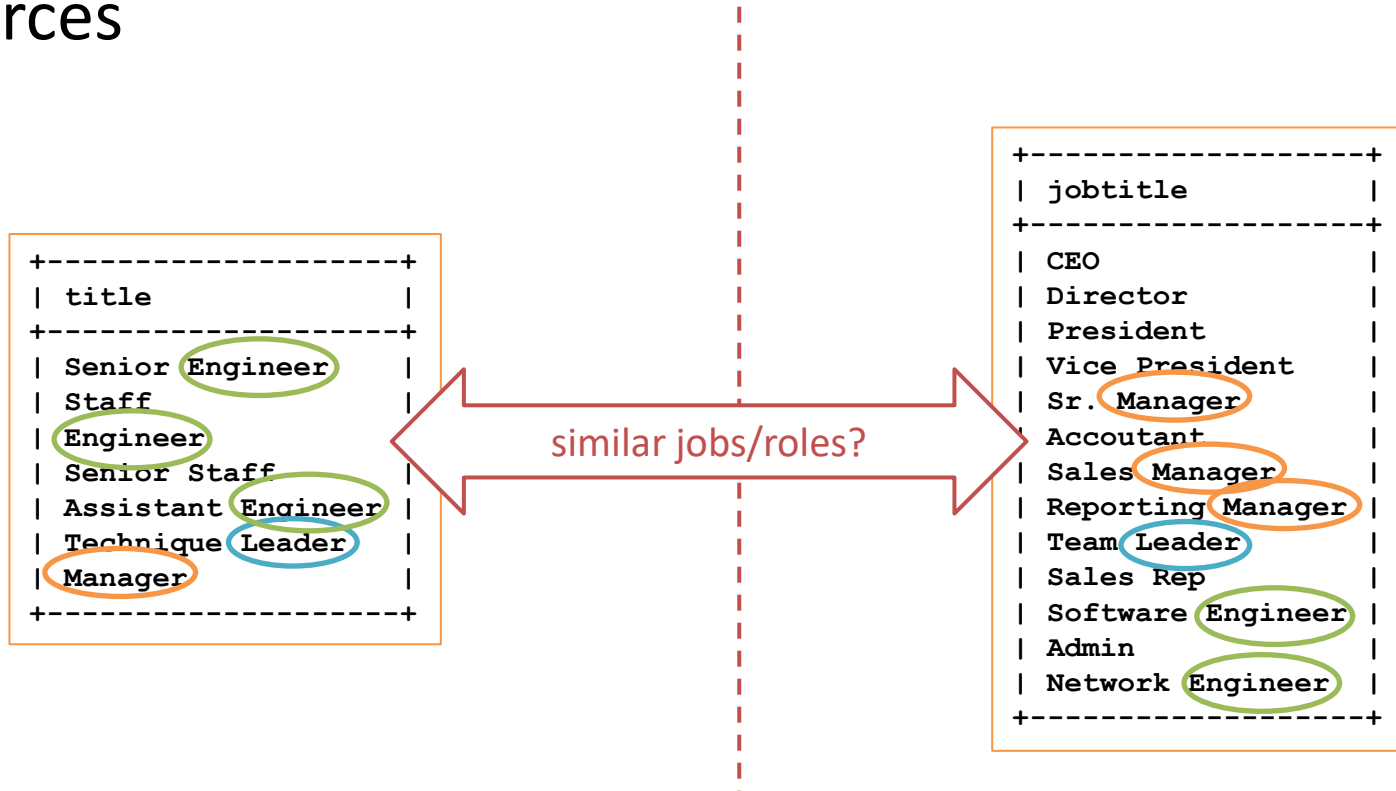 rces
+--------------------+
| title |
+--------------------+
| Senior Engineer |
| Staff |
| Engineer |
| Senior Staff |
| Assistant Engineer |
| Technique Leader |
| Manager |
+--------------------+
similar jobs/roles?
+--------------------+
| jobtitle |
+--------------------+
| CEO |
| Director |
| President |
| Vice President |
| Sr. Manager |
| Accoutant |
| Sales Manager |
| Reporting Manager |
| Team Leader |
| Sales Rep |
| Software Engineer |
| Admin |
| Network Engineer |
+--------------------+